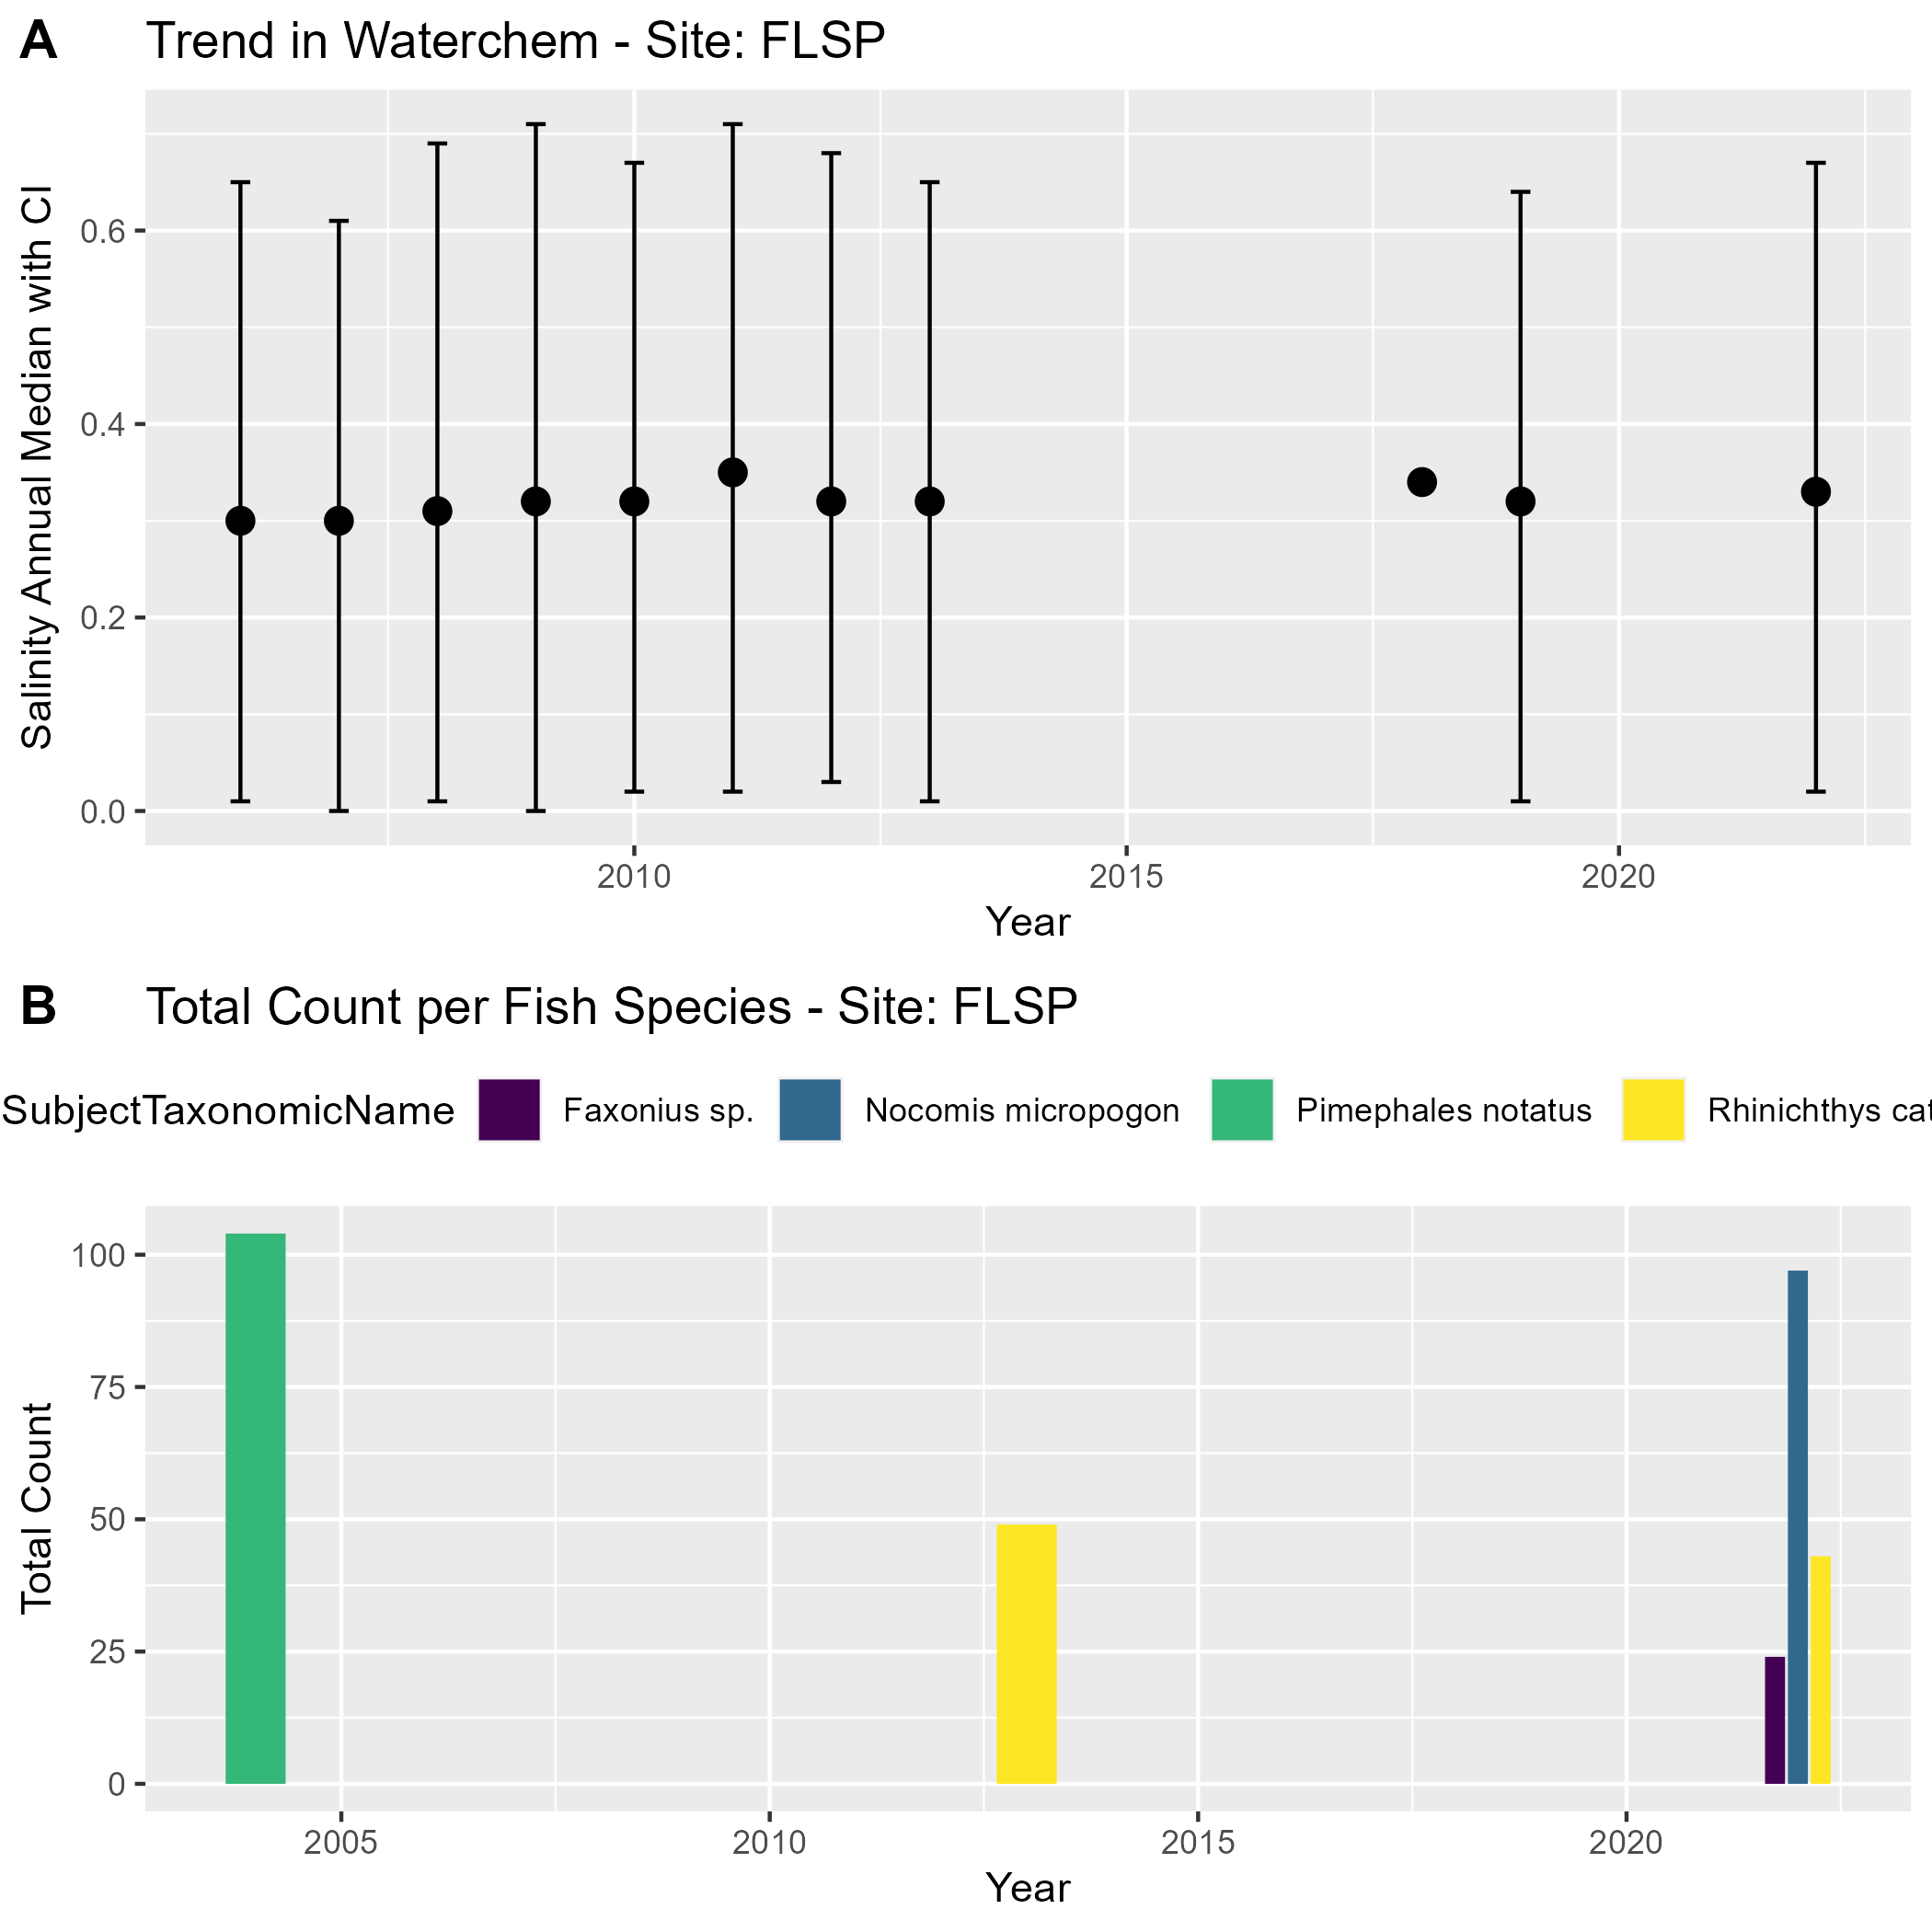 A Trend in Waterchem - Site: FLSP
Salinity Annual Median with CI
0.6
0.4
0.2
0.0
2010 2015 2020
Year
B Total Count per Fish Species - Site: FLSP
SubjectTaxonomicName Faxonius sp. Nocomis micropogon Pimephales notatus Rhinichthys cat
Total Count
100
75
50
25
0
2005 2010 2015 2020
Year